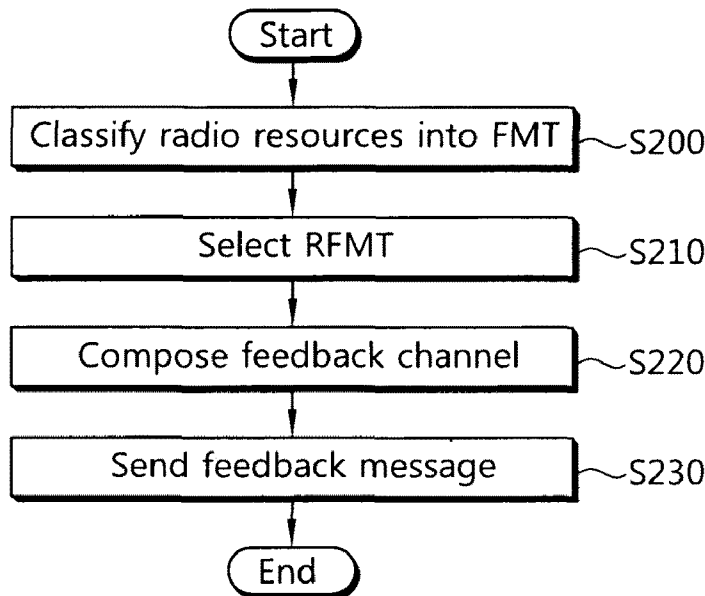 Start
Classify radio resources into FMT
S200
Select RFMT
S210
Compose feedback channel
S220
Send feedback message
S230
End